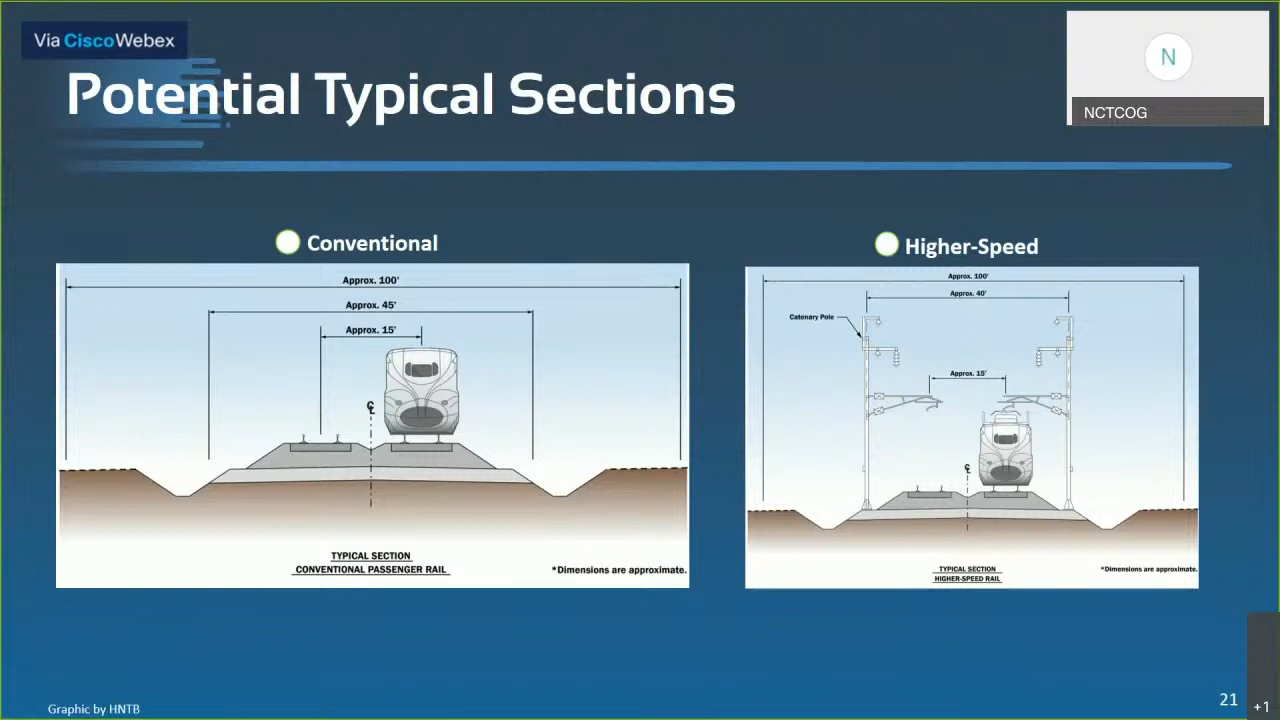 Via Cisco Webex
Potential Typical Sections
N
NCTCOG
Conventional
Approx. 100'
Approx. 45'
Approx. 15'
℄
TYPICAL SECTION
CONVENTIONAL PASSENGER RAIL
*Dimensions are approximate.
Higher-Speed
Approx. 100'
Approx. 40'
Catenary Pole
Approx. 15'
℄
TYPICAL SECTION
HIGHER-SPEED RAIL
*Dimensions are approximate.
Graphic by HNTB
21
+1